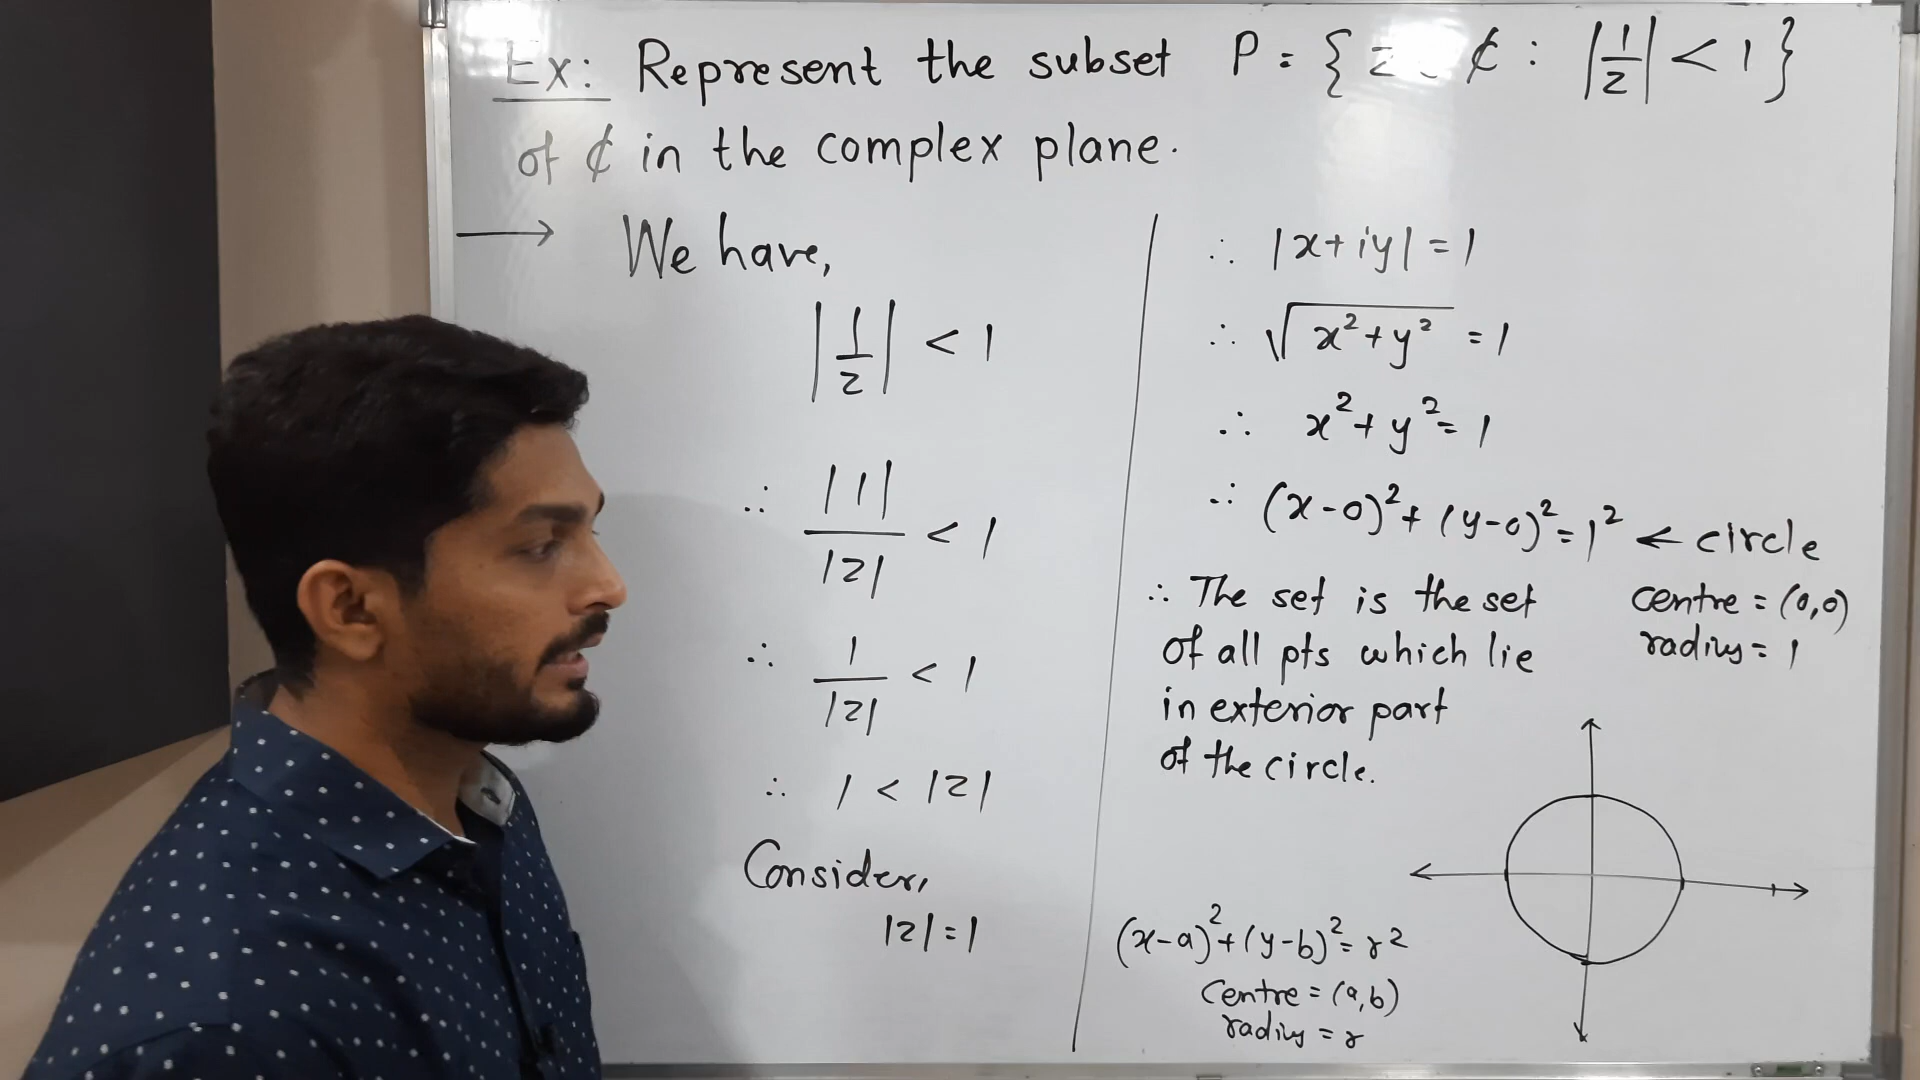 Ex: Represent the subset P = { z ₵ : |1/z| < 1 }
of ₵ in the complex plane.
→ We have,
|1/z| < 1
∴ |1|/|z| < 1
∴ 1/|z| < 1
∴ 1 < |z|
Consider,
|z| = 1
∴ |x+iy| = 1
∴ √(x²+y²) = 1
∴ x²+y² = 1
∴ (x-0)²+(y-0)² = 1² ← circle
centre = (0,0)
radius = 1
∴ The set is the set
of all pts which lie
in exterior part
of the circle.
(x-a)²+(y-b)² = r²
Centre = (a,b)
radius = r